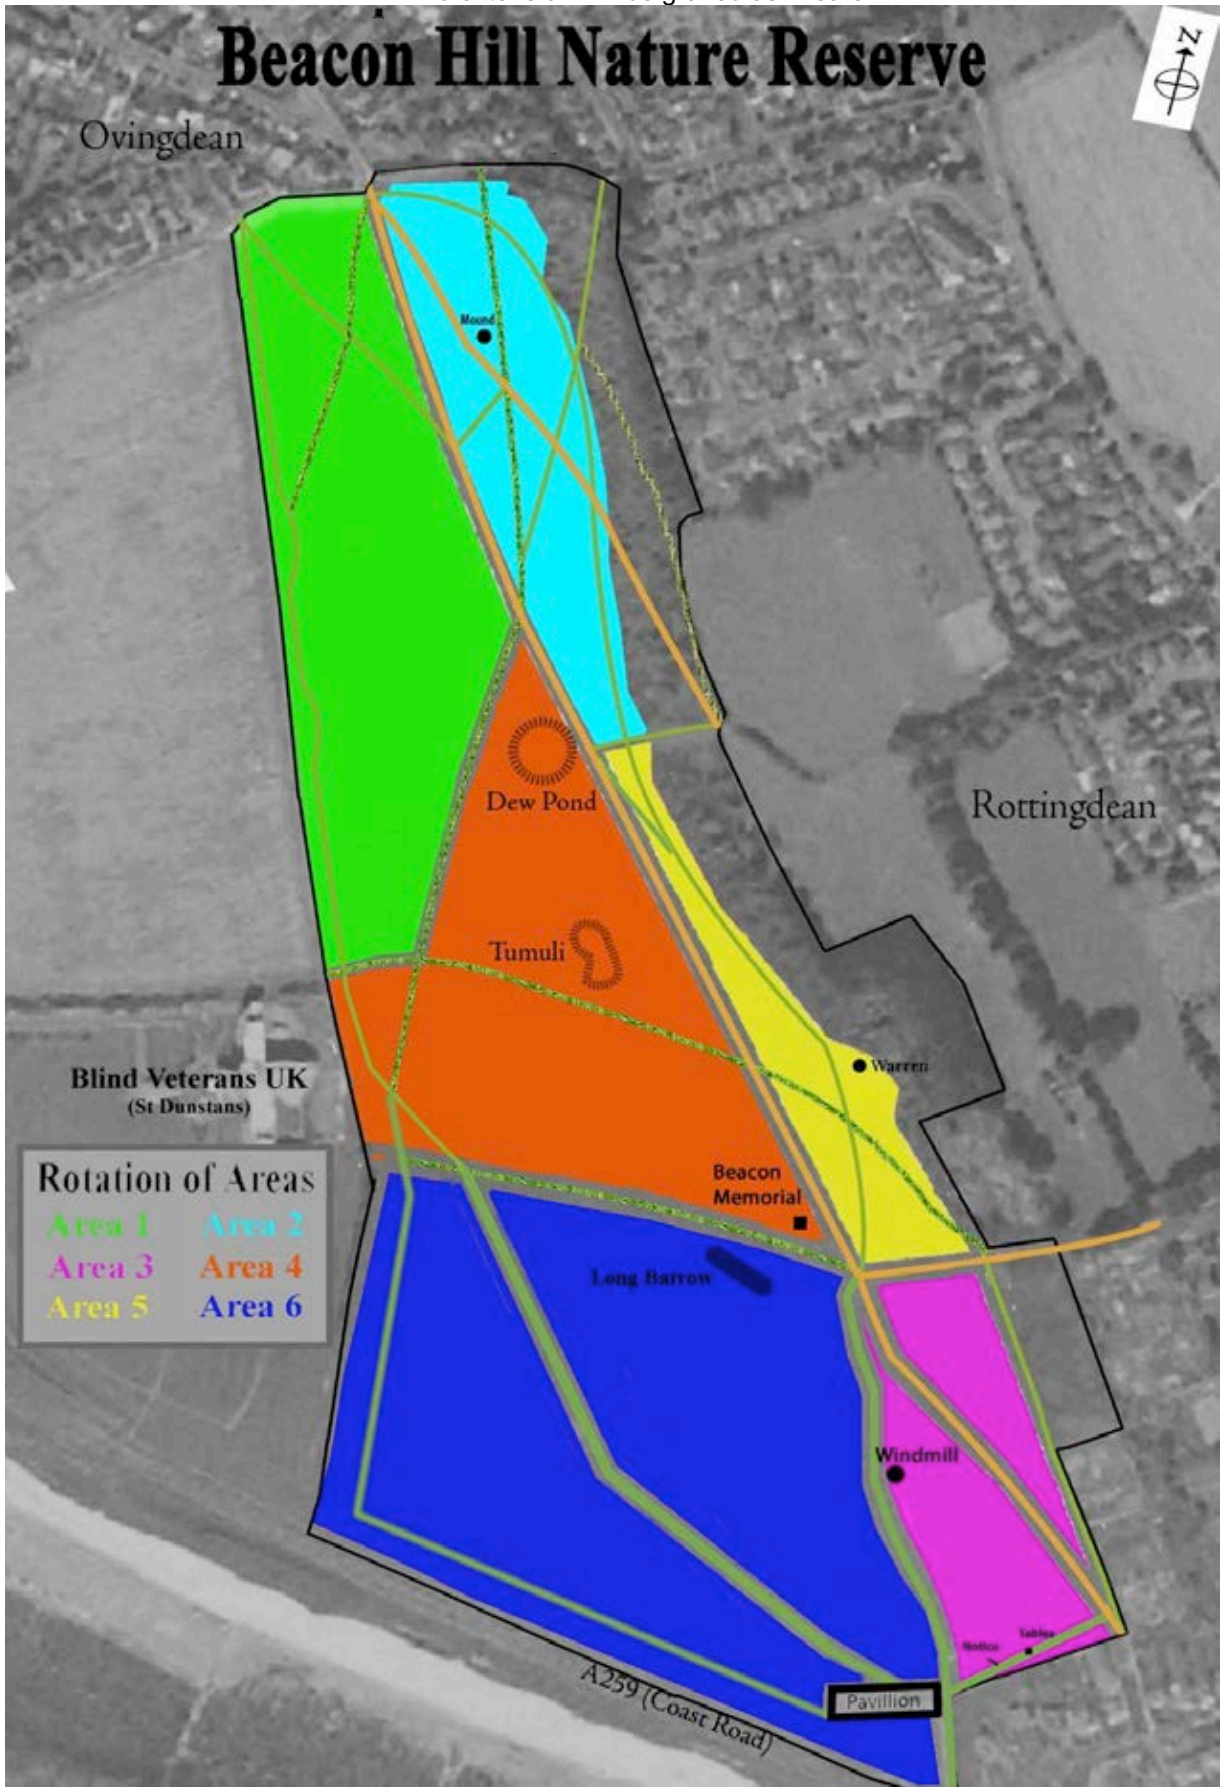 Beacon Hill Nature Reserve
N
Ovingdean
Mound
Dew Pond
Rottingdean
Tumuli
Warren
Blind Veterans UK
(St Dunstans)
Rotation of Areas
Area 1 Area 2
Area 3 Area 4
Area 5 Area 6
Beacon
Memorial
Long Barrow
Windmill
Notice
Tables
Pavillion
A259 (Coast Road)